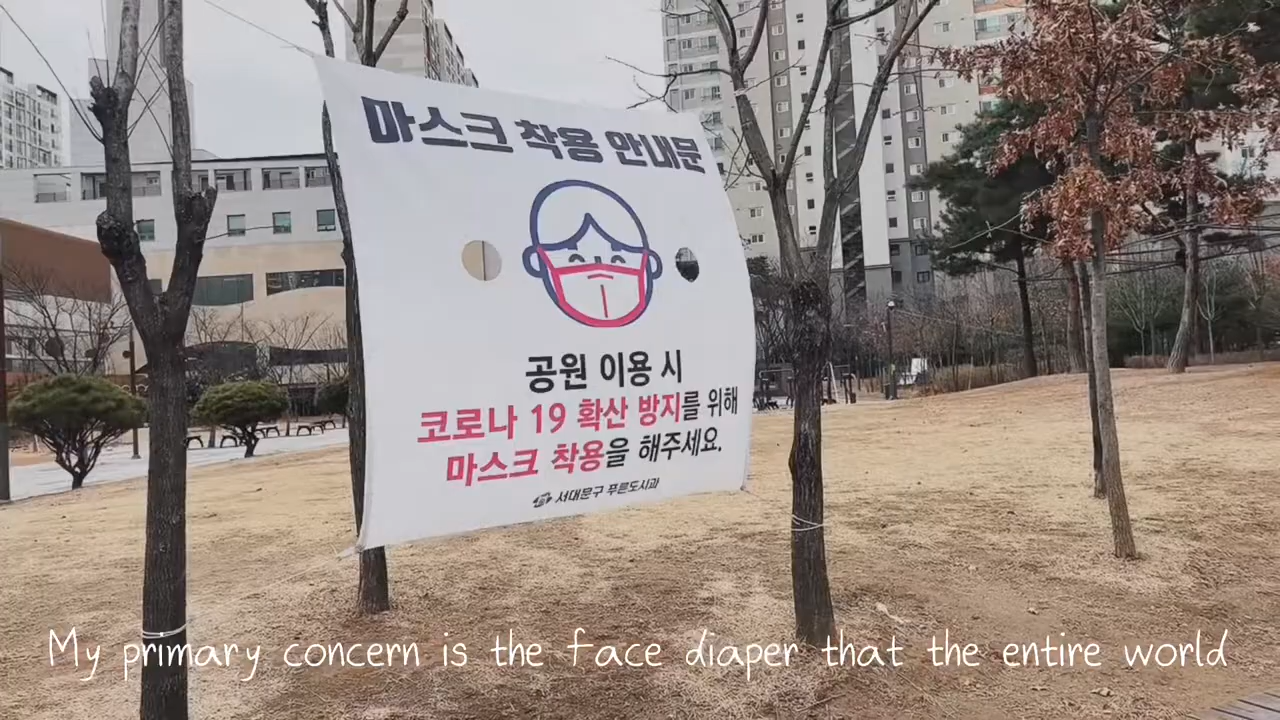 마스크 착용 안내문
공원 이용 시
코로나 19 확산 방지를 위해
마스크 착용을 해주세요.
서대문구 푸른도시과
My primary concern is the face diaper that the entire world